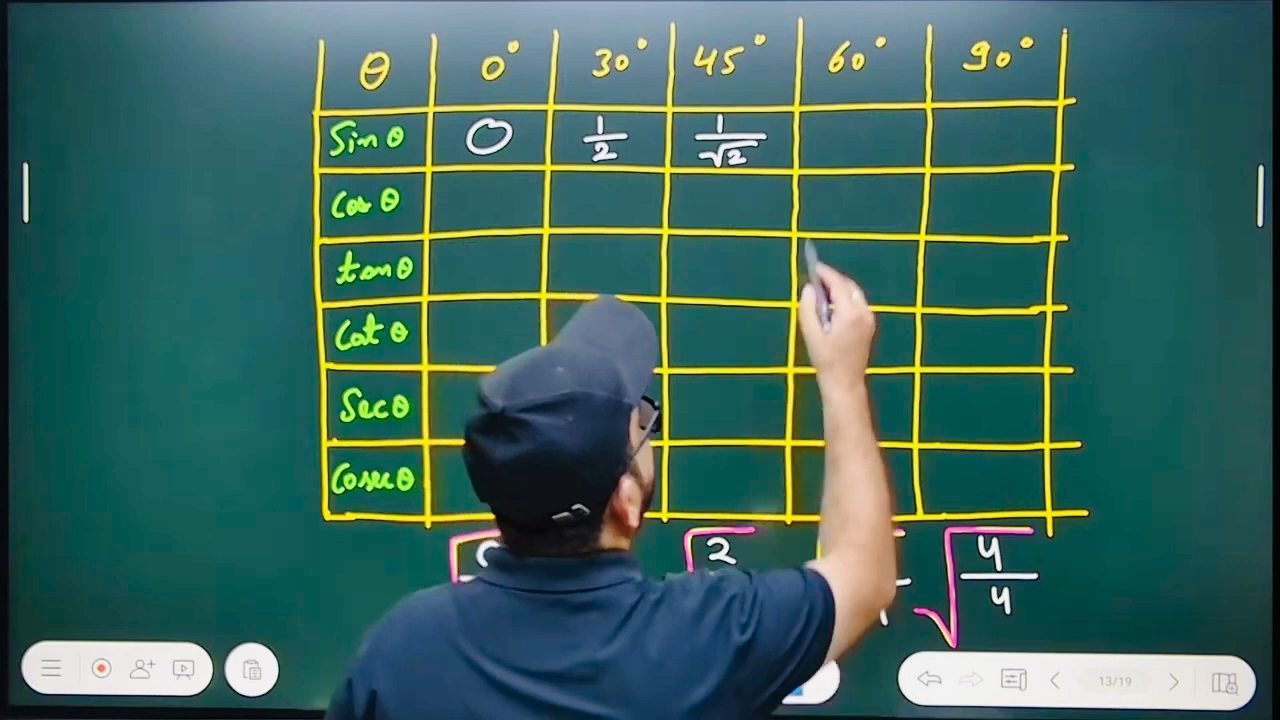 θ 0° 30° 45° 60° 90°
Sin θ 0 1/2 1/√2
Cos θ
tan θ
Cot θ
Sec θ
Cosec θ
2 √4/4
13/19